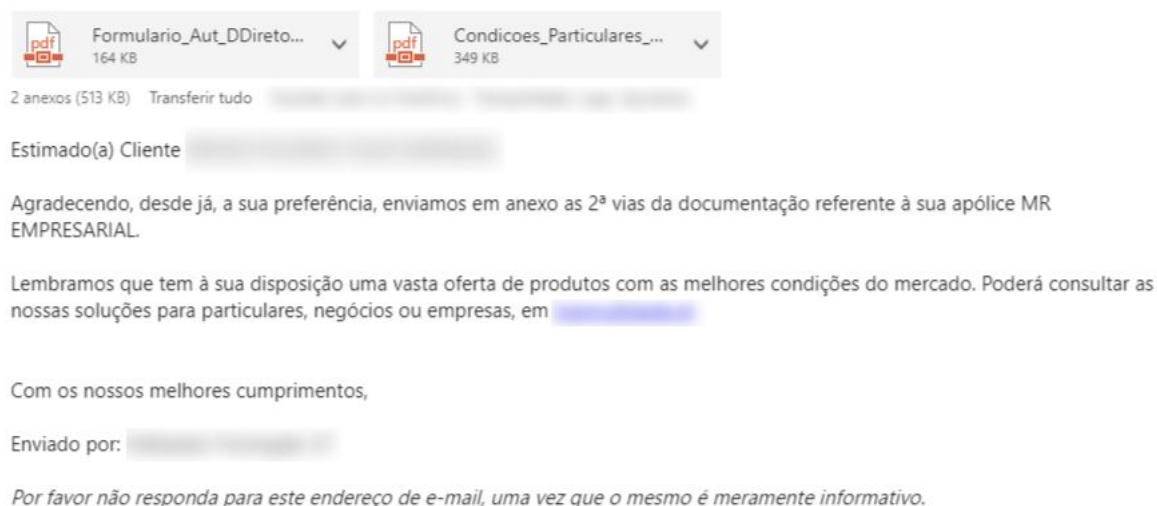 Formulario_Aut_DDireto... Condicoes_Particulares_...
164 KB 349 KB
2 anexos (513 KB) Transferir tudo
Estimado(a) Cliente
Agradecendo, desde já, a sua preferência, enviamos em anexo as 2ª vias da documentação referente à sua apólice MR
EMPRESARIAL.
Lembramos que tem à sua disposição uma vasta oferta de produtos com as melhores condições do mercado. Poderá consultar as
nossas soluções para particulares, negócios ou empresas, em
Com os nossos melhores cumprimentos,
Enviado por:
Por favor não responda para este endereço de e-mail, uma vez que o mesmo é meramente informativo.